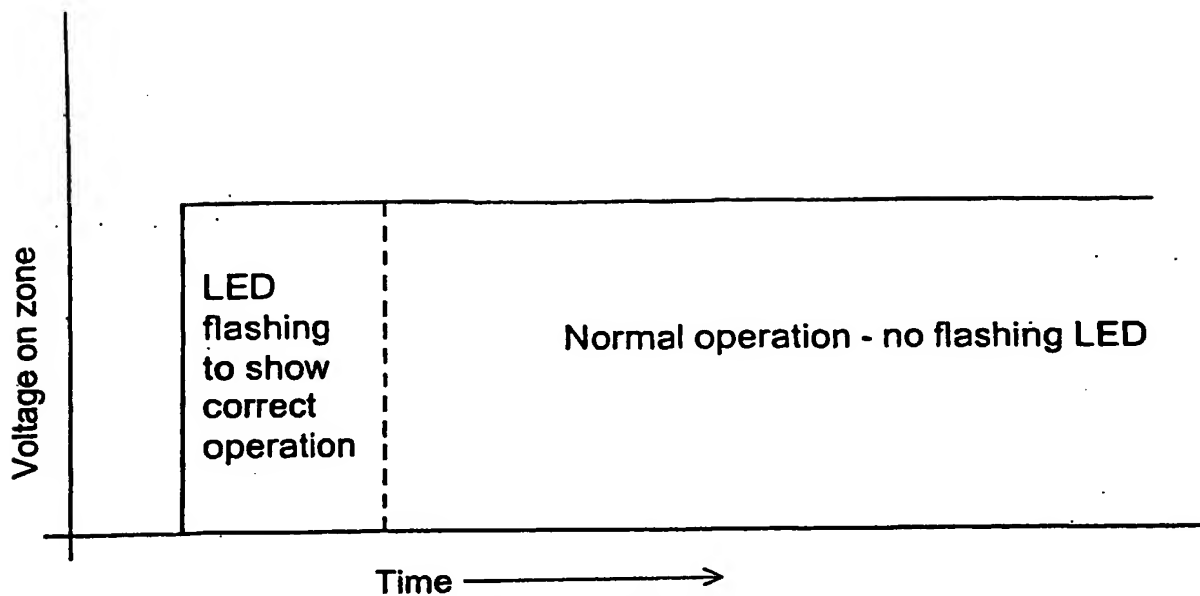 Voltage on zone
LED
flashing
to show
correct
operation
Normal operation - no flashing LED
Time